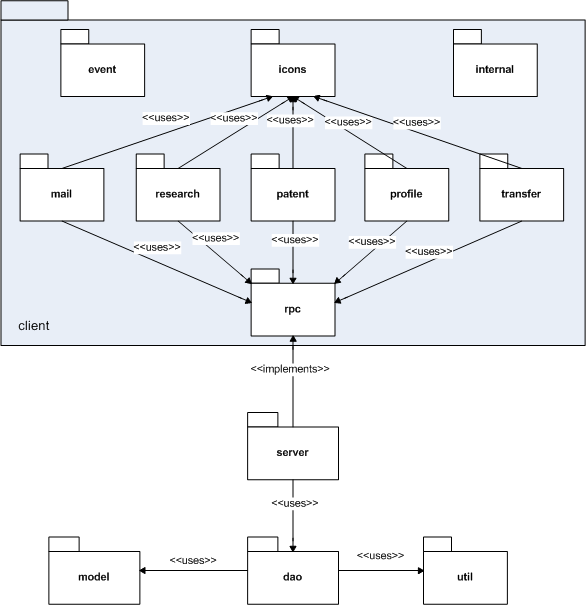 event
icons
internal
<<uses>>
<<uses>>
<<uses>>
<<uses>>
<<uses>>
mail
research
patent
profile
transfer
<<uses>>
<<uses>>
<<uses>>
<<uses>>
<<uses>>
rpc
client
<<implements>>
server
<<uses>>
<<uses>>
<<uses>>
model
dao
util